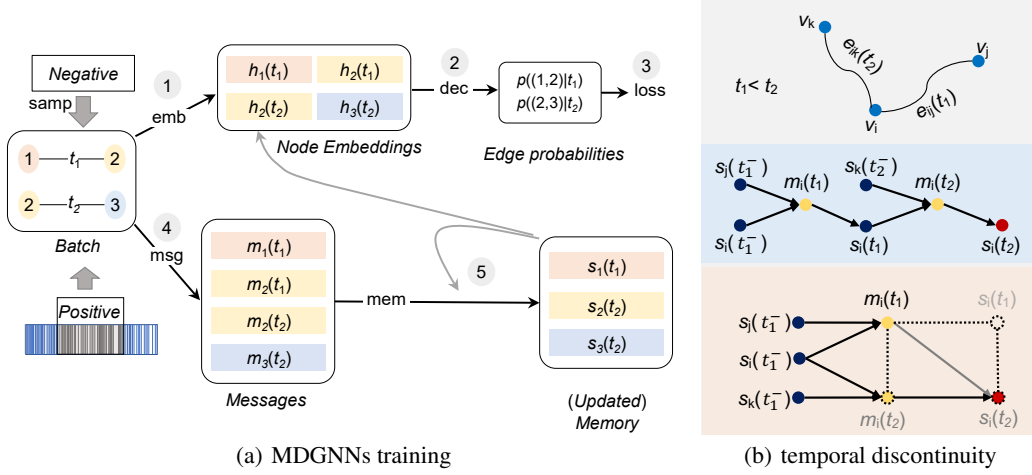 Negative
samp
1
emb
h₁(t₁) h₂(t₁)
h₂(t₂) h₃(t₂)
Node Embeddings
2
dec
p((1,2)|t₁)
p((2,3)|t₂)
Edge probabilities
3
loss
1 t₁ 2
2 t₂ 3
Batch
4
msg
Positive
m₁(t₁)
m₂(t₁)
m₂(t₂)
m₃(t₂)
Messages
mem
5
s₁(t₁)
s₂(t₂)
s₃(t₂)
(Updated)
Memory
(a) MDGNNs training
t₁< t₂
vₖ
eᵢₖ(t₂)
vⱼ
eᵢⱼ(t₁)
vᵢ
sⱼ(t₁⁻) mᵢ(t₁) sₖ(t₂⁻) mᵢ(t₂)
sᵢ(t₁⁻) sᵢ(t₁) sᵢ(t₂)
mᵢ(t₁) sᵢ(t₁)
sⱼ(t₁⁻)
sᵢ(t₁⁻)
sₖ(t₁⁻)
mᵢ(t₂) sᵢ(t₂)
(b) temporal discontinuity